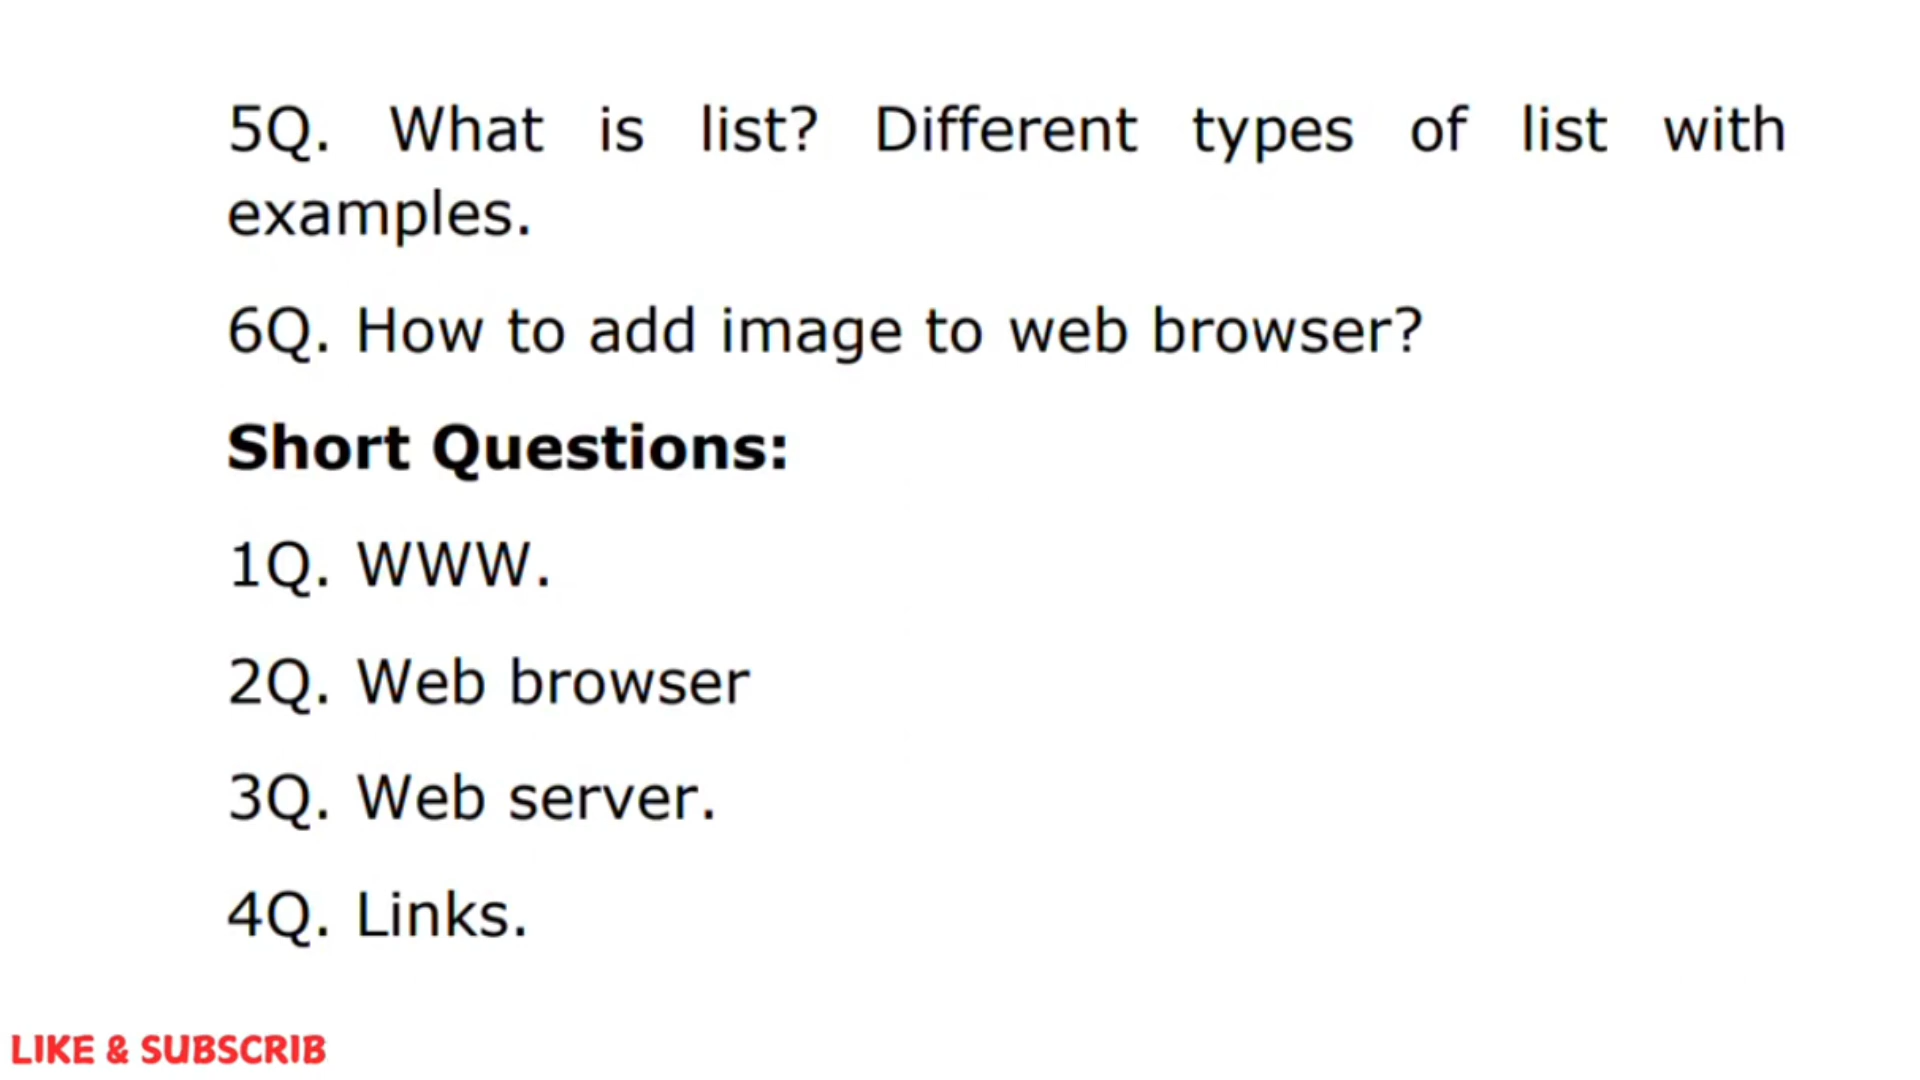 5Q. What is list? Different types of list with
examples.
6Q. How to add image to web browser?
Short Questions:
1Q. WWW.
2Q. Web browser
3Q. Web server.
4Q. Links.
LIKE & SUBSCRIB